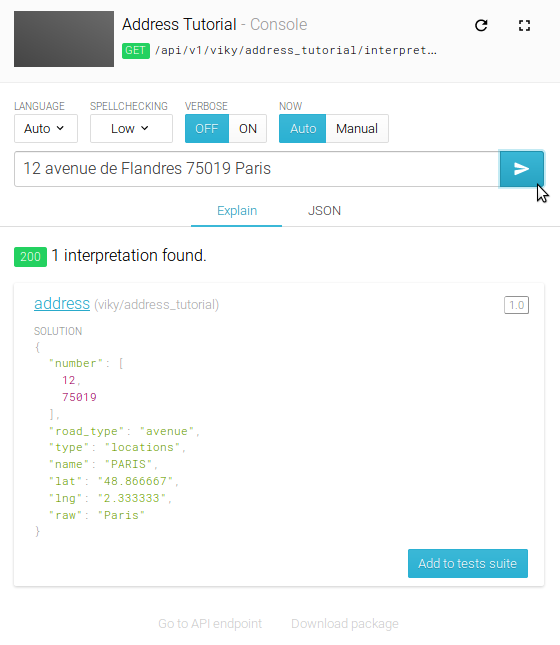 Address Tutorial - Console
GET /api/v1/viky/address_tutorial/interpret…
LANGUAGE SPELLCHECKING VERBOSE NOW
Auto Low OFF ON Auto Manual
12 avenue de Flandres 75019 Paris
Explain JSON
200 1 interpretation found.
address (viky/address_tutorial) 1.0
SOLUTION
{
"number": [
12,
75019
],
"road_type": "avenue",
"type": "locations",
"name": "PARIS",
"lat": "48.866667",
"lng": "2.333333",
"raw": "Paris"
}
Add to tests suite
Go to API endpoint Download package